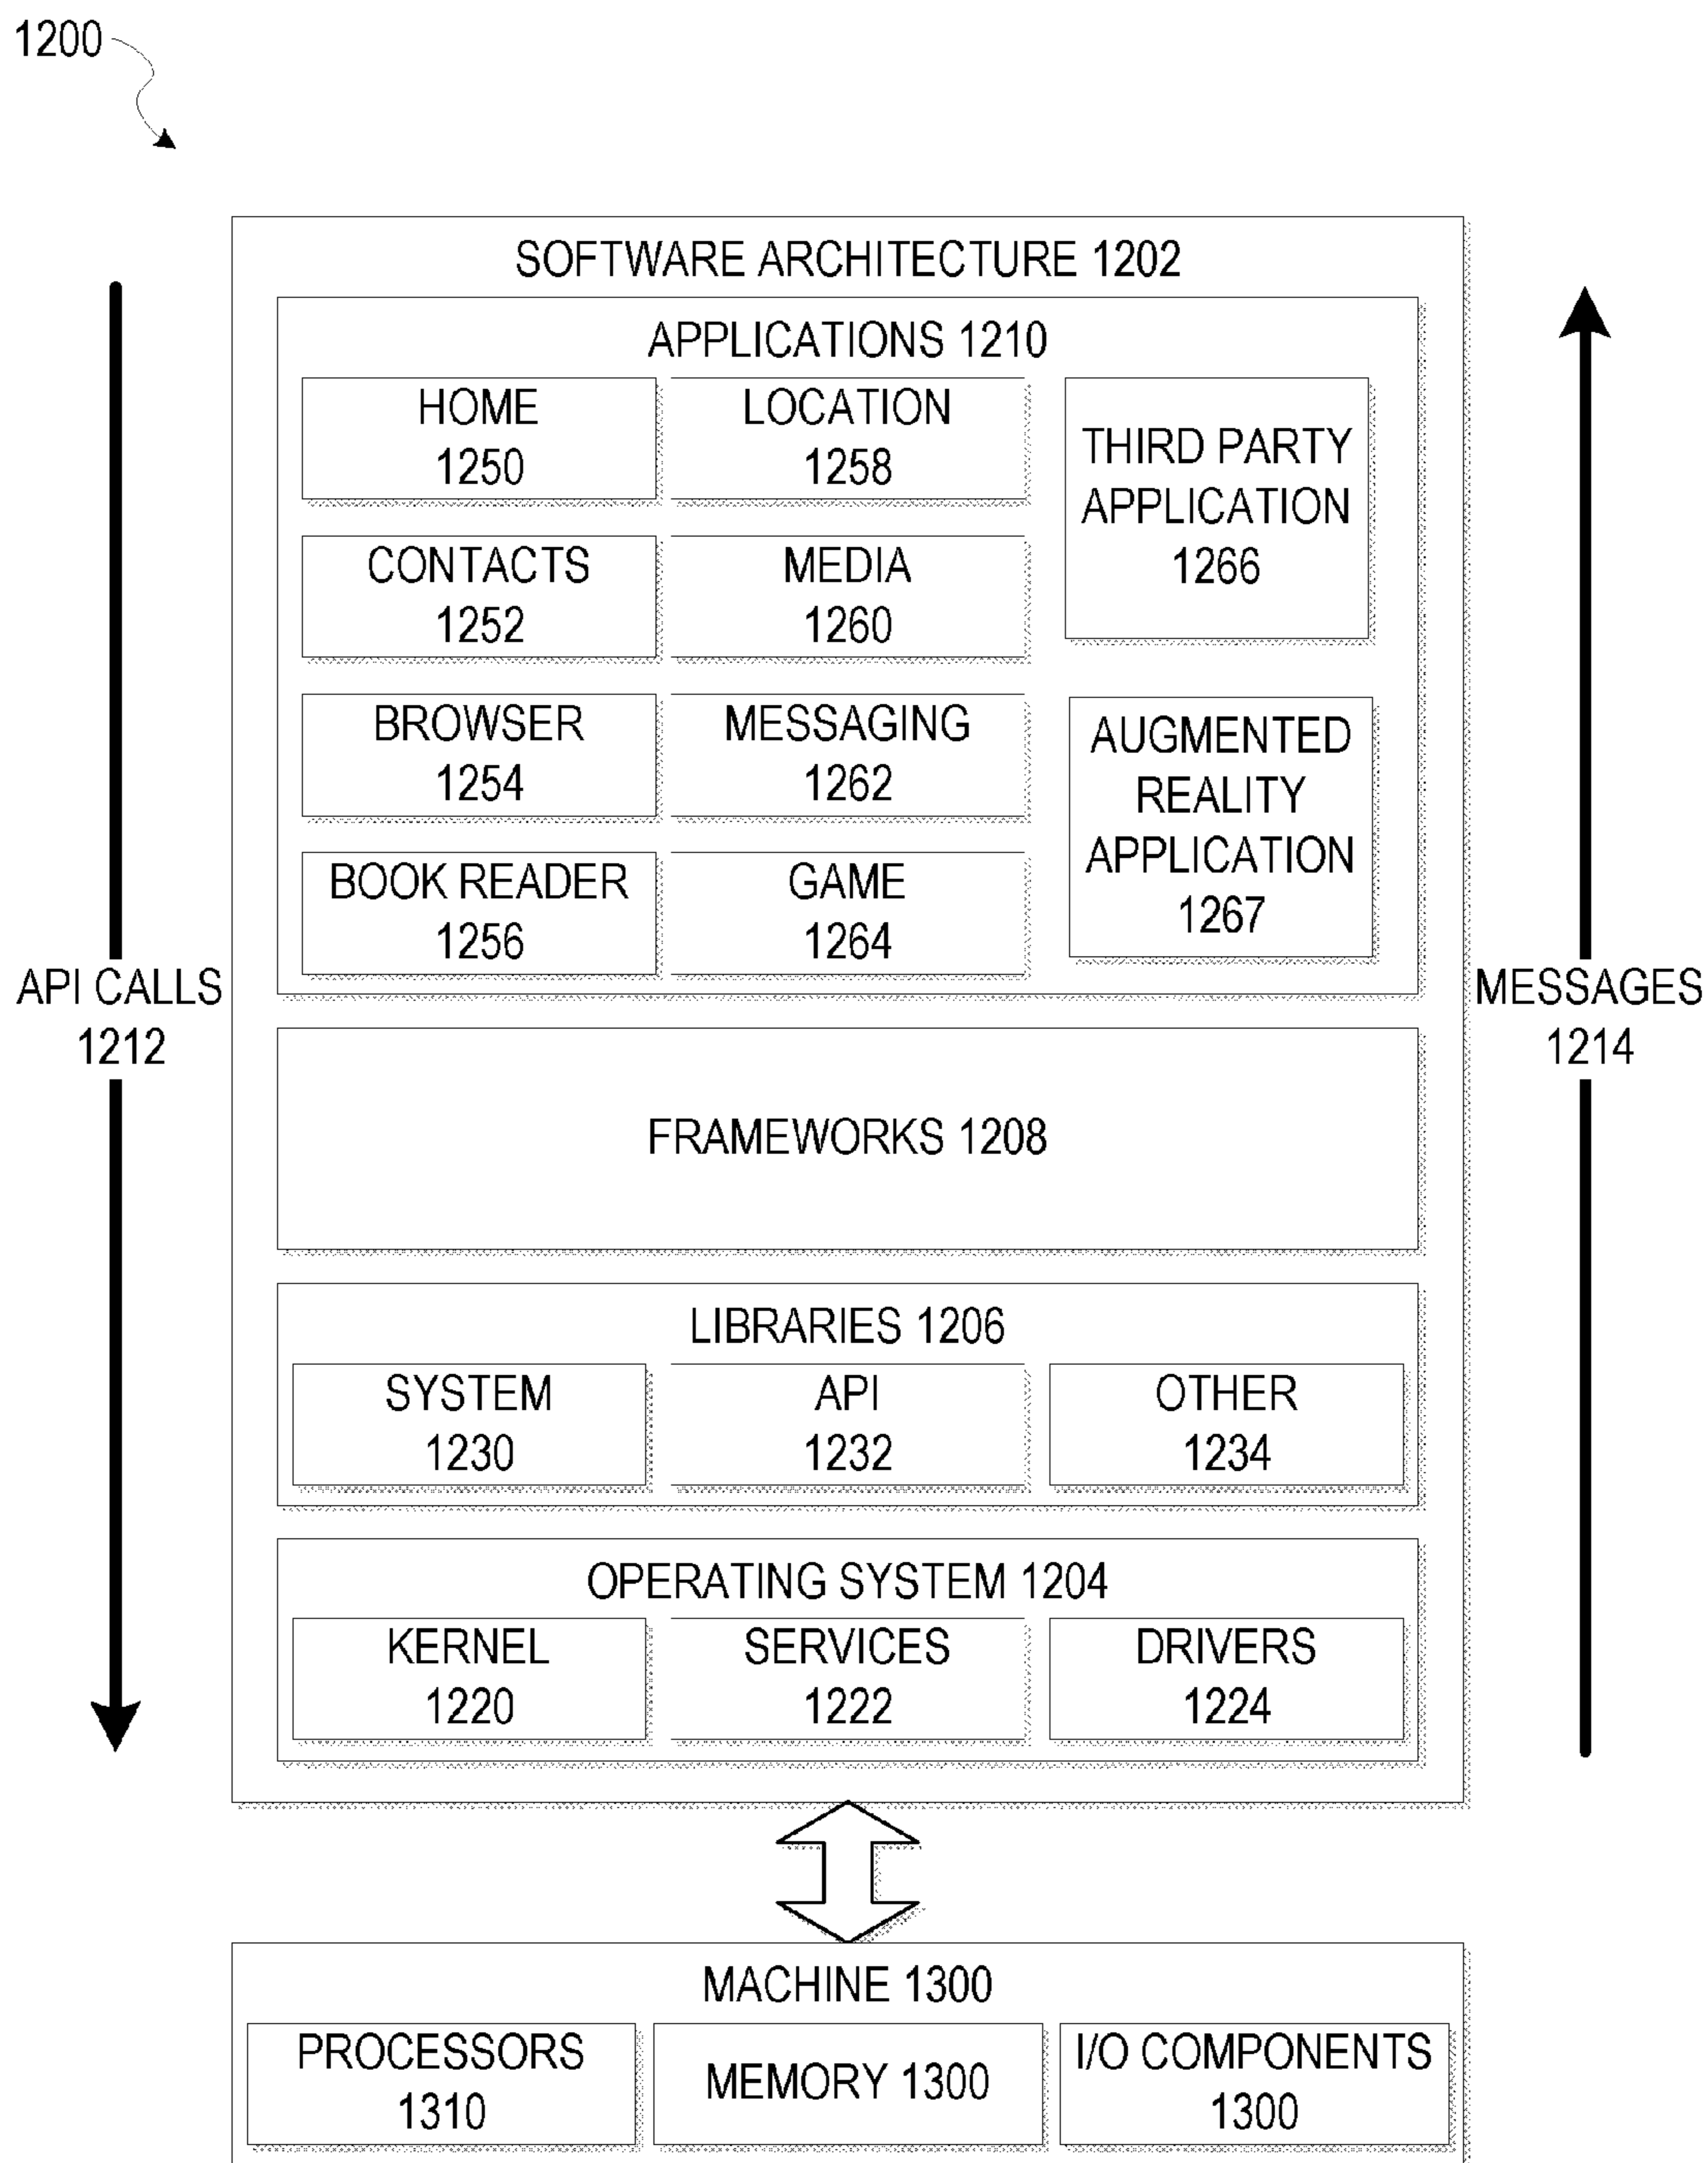 1200
SOFTWARE ARCHITECTURE 1202
APPLICATIONS 1210
HOME
1250
LOCATION
1258
THIRD PARTY
APPLICATION
1266
CONTACTS
1252
MEDIA
1260
BROWSER
1254
MESSAGING
1262
AUGMENTED
REALITY
APPLICATION
1267
BOOK READER
1256
GAME
1264
API CALLS
1212
MESSAGES
1214
FRAMEWORKS 1208
LIBRARIES 1206
SYSTEM
1230
API
1232
OTHER
1234
OPERATING SYSTEM 1204
KERNEL
1220
SERVICES
1222
DRIVERS
1224
MACHINE 1300
PROCESSORS
1310
MEMORY 1300
I/O COMPONENTS
1300